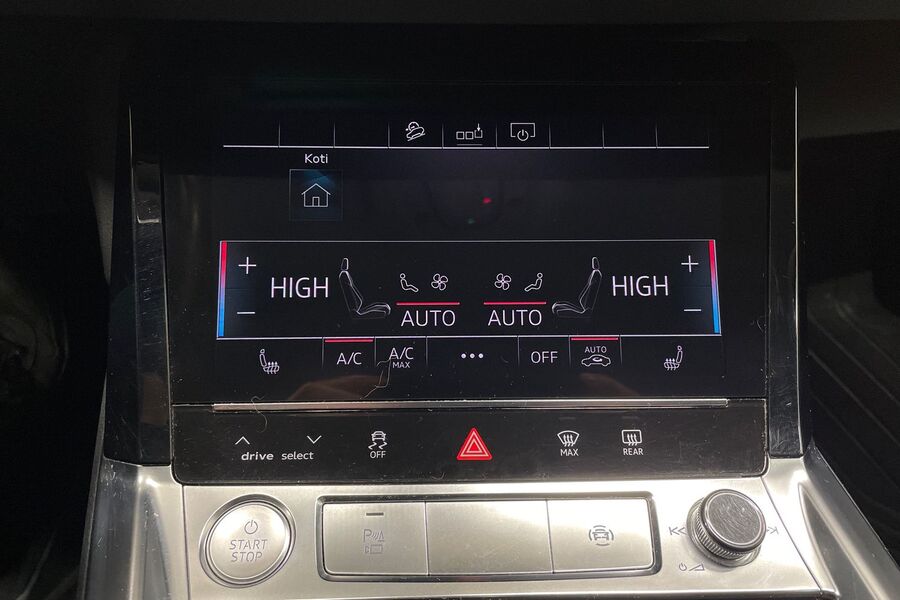 Koti
HIGH
AUTO
AUTO
HIGH
A/C
A/C
MAX
OFF
AUTO
drive select
OFF
MAX
REAR
START
STOP
P